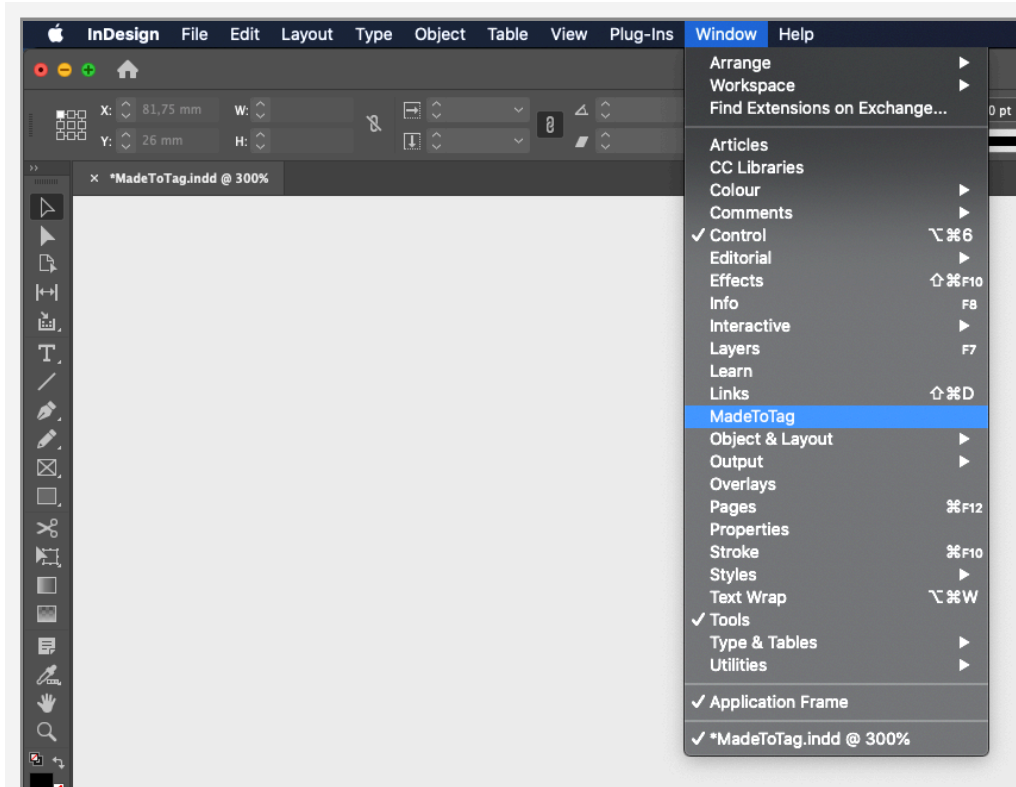 InDesign File Edit Layout Type Object Table View Plug-Ins Window Help
X: 81,75 mm W:
Y: 26 mm H:
0 pt
× *MadeToTag.indd @ 300%
Arrange
Workspace
Find Extensions on Exchange...
Articles
CC Libraries
Colour
Comments
✓ Control ⌥⌘6
Editorial
Effects ⇧⌘F10
Info F8
Interactive
Layers F7
Learn
Links ⇧⌘D
MadeToTag
Object & Layout
Output
Overlays
Pages ⌘F12
Properties
Stroke ⌘F10
Styles
Text Wrap ⌥⌘W
✓ Tools
Type & Tables
Utilities
✓ Application Frame
✓ *MadeToTag.indd @ 300%